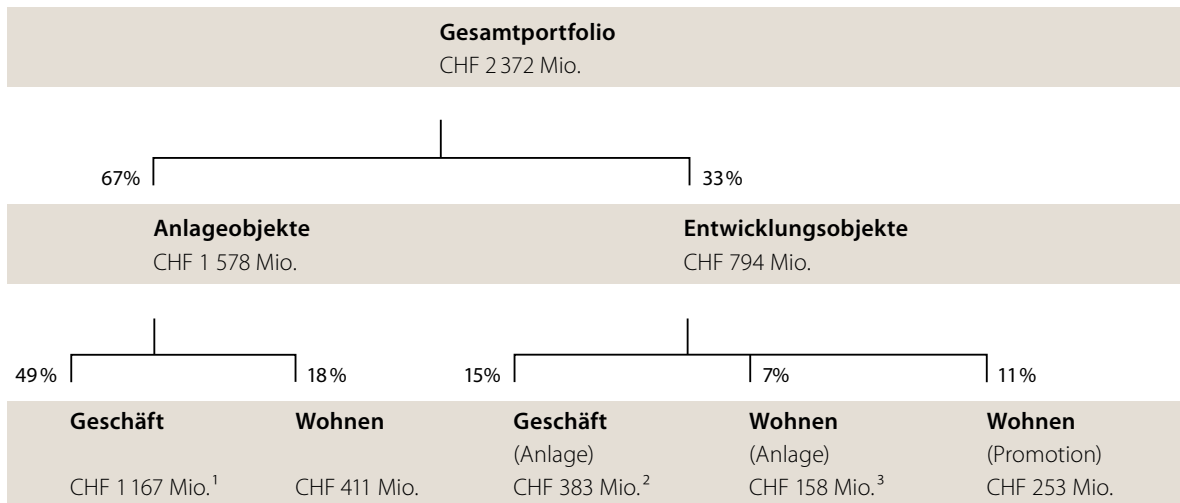 Gesamtportfolio
CHF 2 372 Mio.
67% 33%
Anlageobjekte Entwicklungsobjekte
CHF 1 578 Mio. CHF 794 Mio.
49% 18% 15% 7% 11%
Geschäft Wohnen Geschäft Wohnen Wohnen
(Anlage) (Anlage) (Promotion)
CHF 1 167 Mio.¹ CHF 411 Mio. CHF 383 Mio.² CHF 158 Mio.³ CHF 253 Mio.